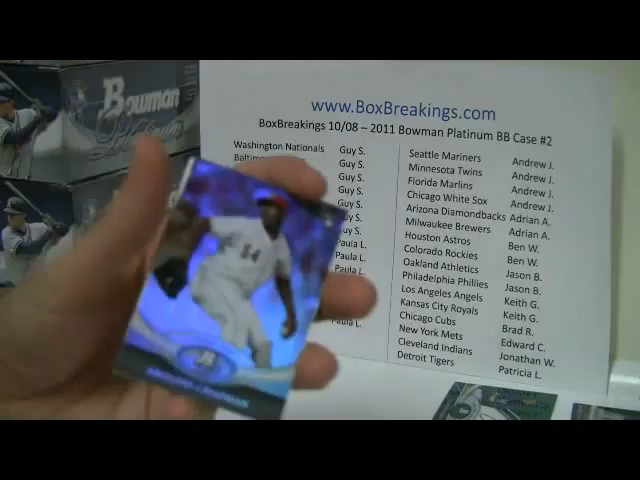 Bowman
Platinum
www.BoxBreakings.com
BoxBreakings 10/08 – 2011 Bowman Platinum BB Case #2
Washington Nationals Guy S.
Guy S.
Guy S.
Guy S.
Guy S.
Guy S.
Guy S.
Paula L.
Paula L.
Paula L.
Paula L.
Seattle Mariners Andrew J.
Minnesota Twins Andrew J.
Florida Marlins Andrew J.
Chicago White Sox Andrew J.
Arizona Diamondbacks Adrian A.
Milwaukee Brewers Adrian A.
Houston Astros Ben W.
Colorado Rockies Ben W.
Oakland Athletics Jason B.
Philadelphia Phillies Jason B.
Los Angeles Angels Keith G.
Kansas City Royals Keith G.
Chicago Cubs Brad R.
New York Mets Edward C.
Cleveland Indians Jonathan W.
Detroit Tigers Patricia L.
34